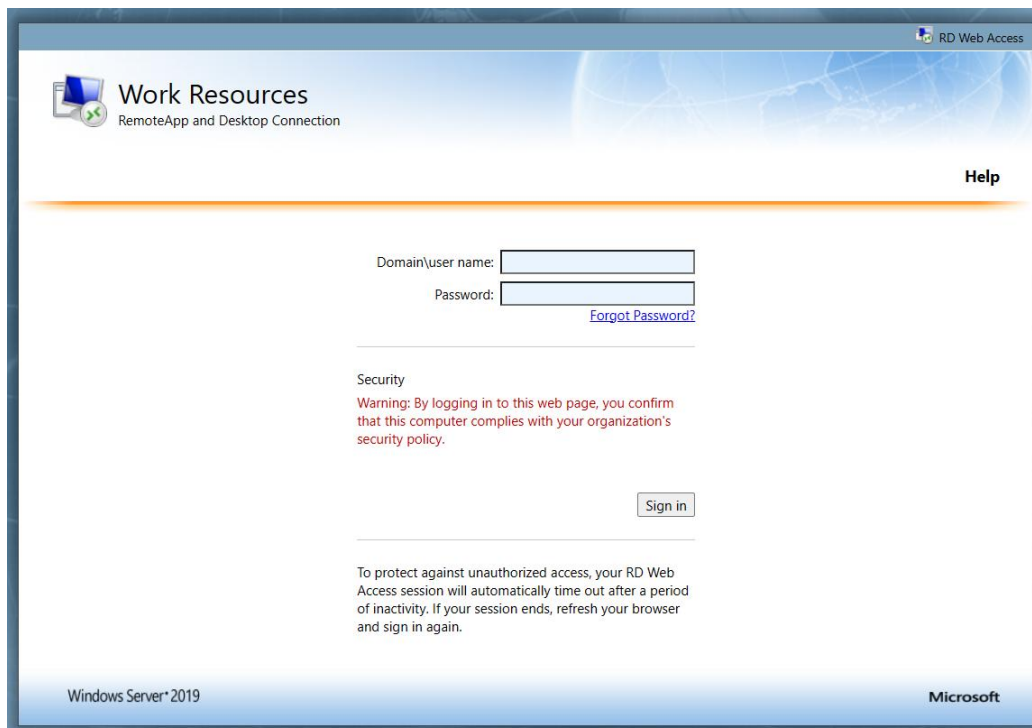 RD Web Access
Work Resources
RemoteApp and Desktop Connection
Help
Domain\user name:
Password:
Forgot Password?
Security
Warning: By logging in to this web page, you confirm
that this computer complies with your organization's
security policy.
Sign in
To protect against unauthorized access, your RD Web
Access session will automatically time out after a period
of inactivity. If your session ends, refresh your browser
and sign in again.
Windows Server 2019
Microsoft